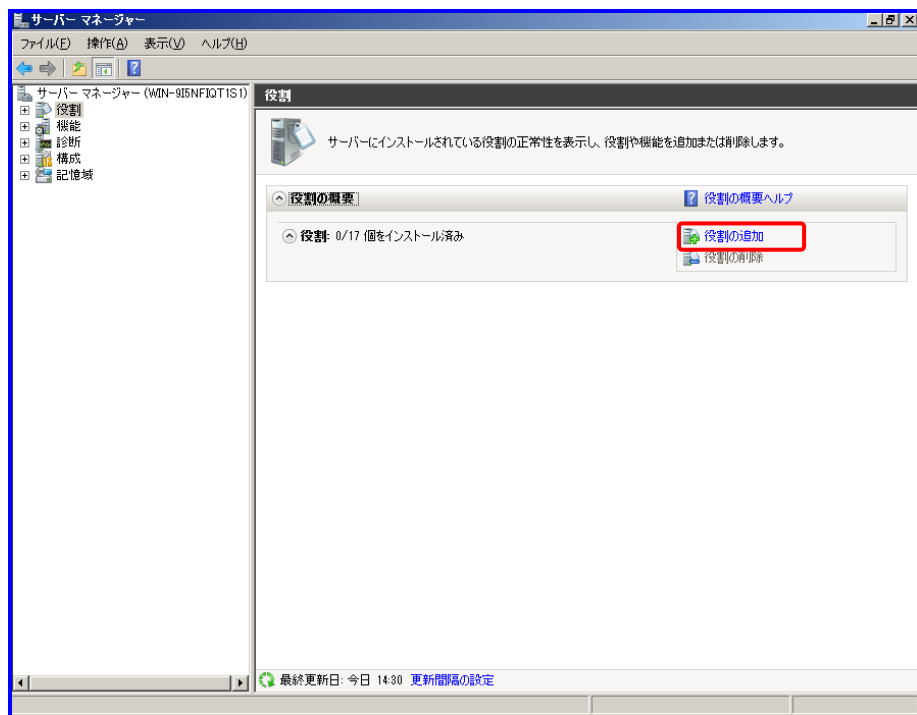 サーバー マネージャー
ファイル(F) 操作(A) 表示(V) ヘルプ(H)
サーバー マネージャー (WIN-9I5NFIQT1S1)
役割
機能
診断
構成
記憶域
役割
サーバーにインストールされている役割の正常性を表示し、役割や機能を追加または削除します。
役割の概要
役割の概要ヘルプ
役割: 0/17 個をインストール済み
役割の追加
役割の削除
最終更新日: 今日 14:30 更新間隔の設定